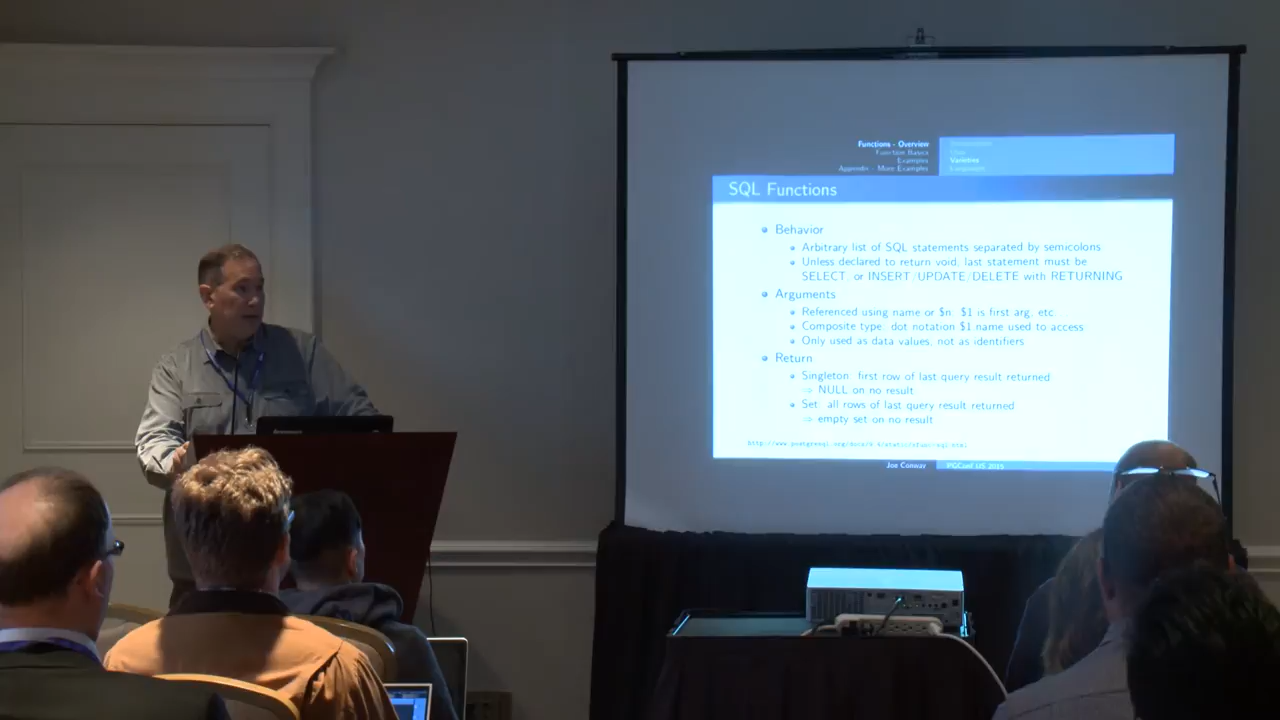 Functions - Overview
Function Basics
Examples
Appendix - More Examples
Varieties
SQL Functions
Behavior
Arbitrary list of SQL statements separated by semicolons
Unless declared to return void, last statement must be
SELECT or INSERT/UPDATE/DELETE with RETURNING
Arguments
Referenced using name or $n: $1 is first arg, etc.
Composite type: dot notation $1.name used to access
Only used as data values, not as identifiers
Return
Singleton: first row of last query result returned
⇒ NULL on no result
Set: all rows of last query result returned
⇒ empty set on no result
Joe Conway
PGConf US 2015